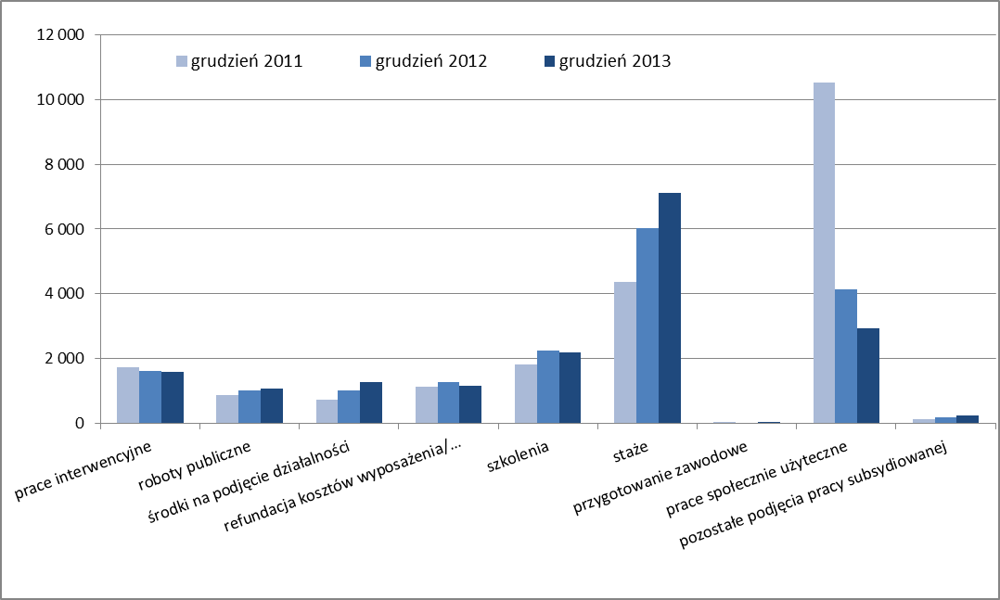 12 000
10 000
8 000
6 000
4 000
2 000
0
grudzień 2011 grudzień 2012 grudzień 2013
prace interwencyjne
roboty publiczne
środki na podjęcie działalności
refundacja kosztów wyposażenia/...
szkolenia
staże
przygotowanie zawodowe
prace społecznie użyteczne
pozostałe podjęcia pracy subsydiowanej